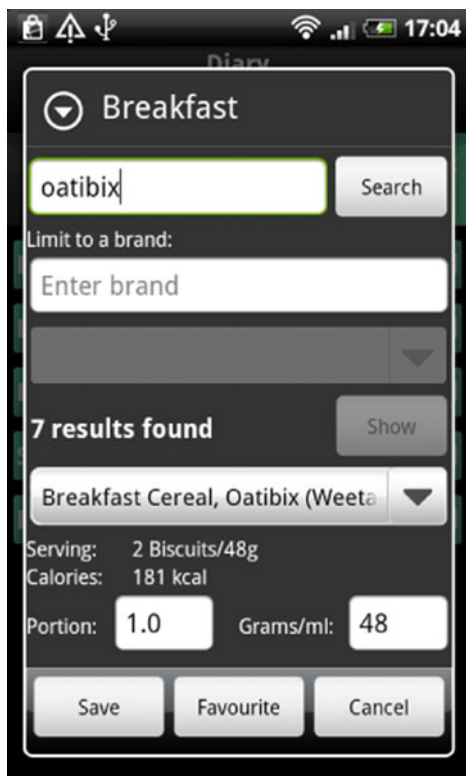 17:04
Diary
Breakfast
oatibix
Search
Limit to a brand:
Enter brand
7 results found
Show
Breakfast Cereal, Oatibix (Weeta
Serving: 2 Biscuits/48g
Calories: 181 kcal
Portion: 1.0 Grams/ml: 48
Save Favourite Cancel